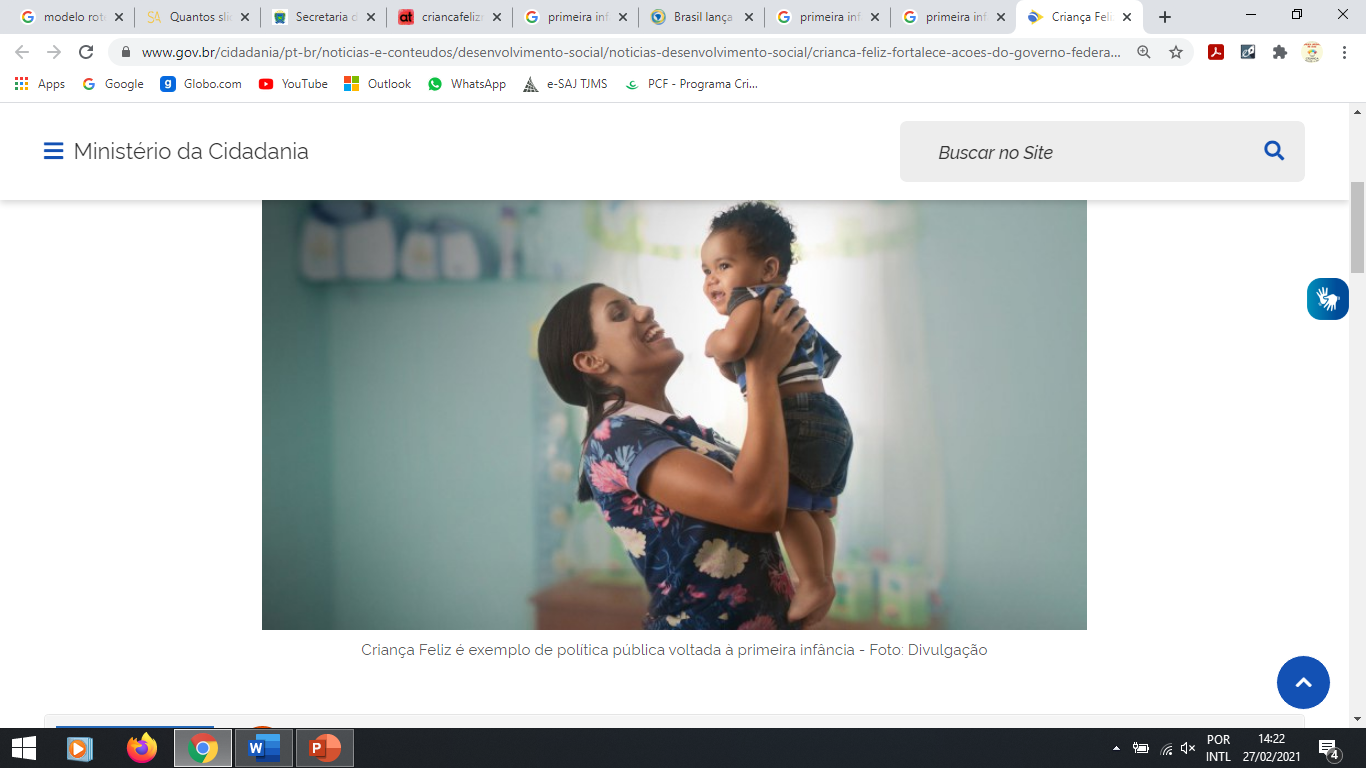 modelo rot
Quantos sli
Secretaria d
criancafeliz
primeira inf
Brasil lança
primeira inf
primeira inf
Criança Feli
www.gov.br/cidadania/pt-br/noticias-e-conteudos/desenvolvimento-social/noticias-desenvolvimento-social/crianca-feliz-fortalece-acoes-do-governo-federa...
Apps
Google
Globo.com
YouTube
Outlook
WhatsApp
e-SAJ TJMS
PCF - Programa Cri...
Ministério da Cidadania
Buscar no Site
Criança Feliz é exemplo de política pública voltada à primeira infância - Foto: Divulgação
POR
INTL
14:22
27/02/2021
4